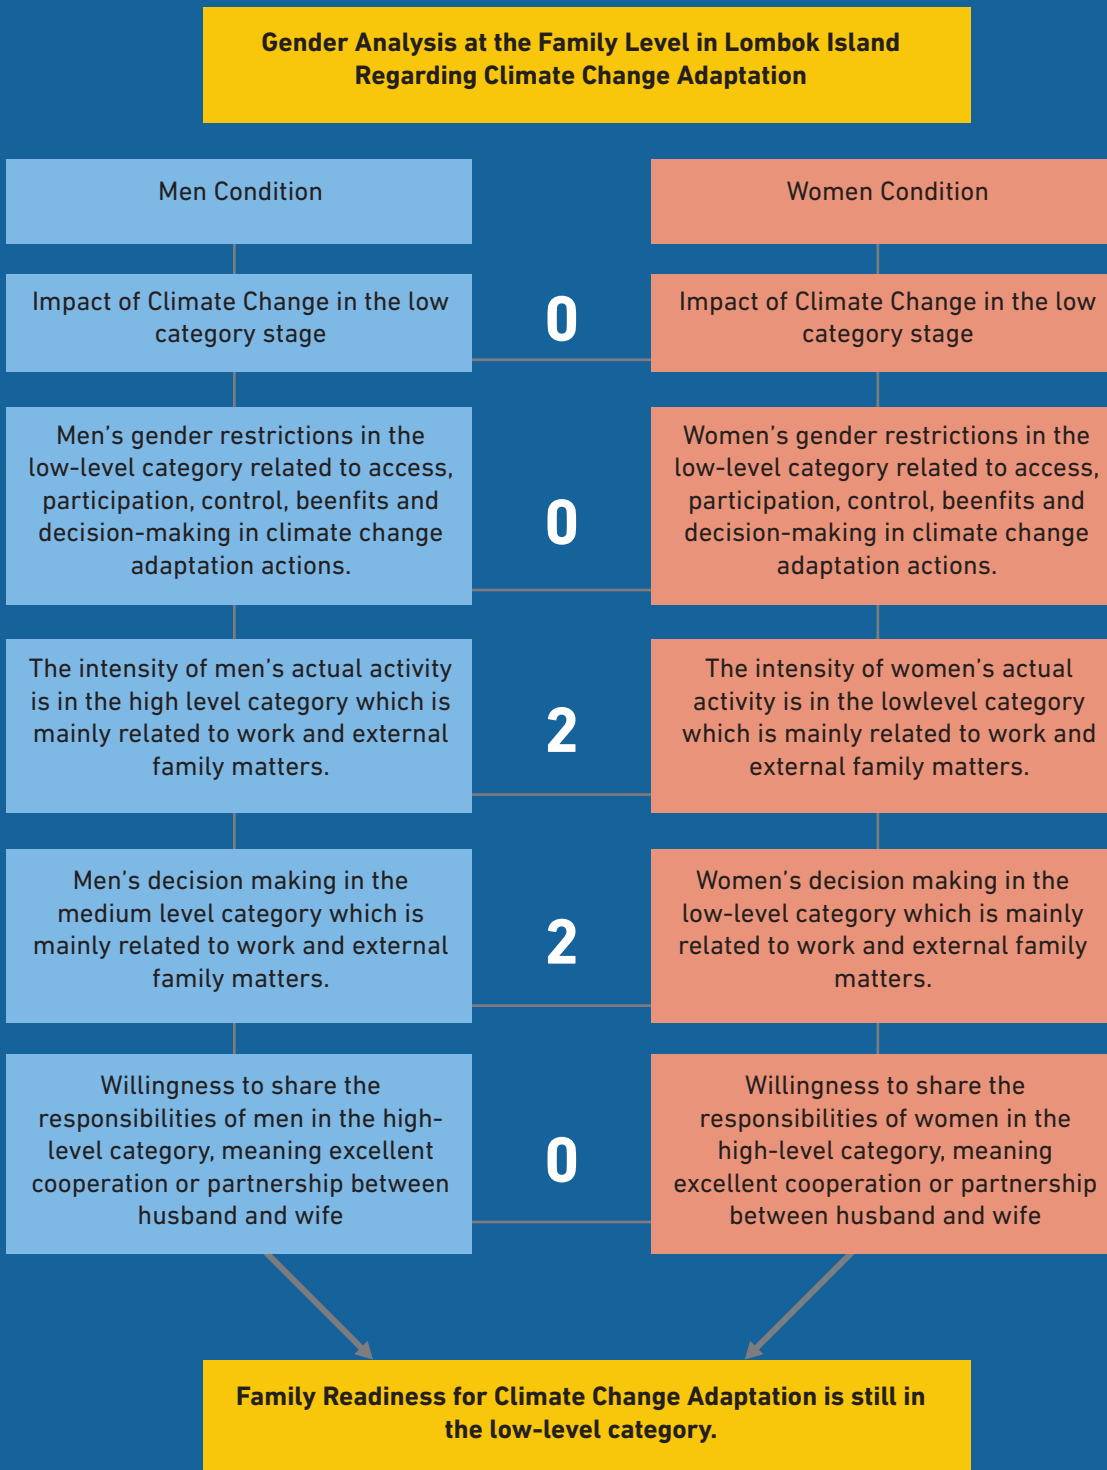 Gender Analysis at the Family Level in Lombok Island
Regarding Climate Change Adaptation
Men Condition
Women Condition
Impact of Climate Change in the low
category stage
0
Impact of Climate Change in the low
category stage
Men's gender restrictions in the
low-level category related to access,
participation, control, beenfits and
decision-making in climate change
adaptation actions.
0
Women's gender restrictions in the
low-level category related to access,
participation, control, beenfits and
decision-making in climate change
adaptation actions.
The intensity of men's actual activity
is in the high level category which is
mainly related to work and external
family matters.
2
The intensity of women's actual
activity is in the lowlevel category
which is mainly related to work and
external family matters.
Men's decision making in the
medium level category which is
mainly related to work and external
family matters.
2
Women's decision making in the
low-level category which is mainly
related to work and external family
matters.
Willingness to share the
responsibilities of men in the high-
level category, meaning excellent
cooperation or partnership between
husband and wife
0
Willingness to share the
responsibilities of women in the
high-level category, meaning
excellent cooperation or partnership
between husband and wife
Family Readiness for Climate Change Adaptation is still in
the low-level category.